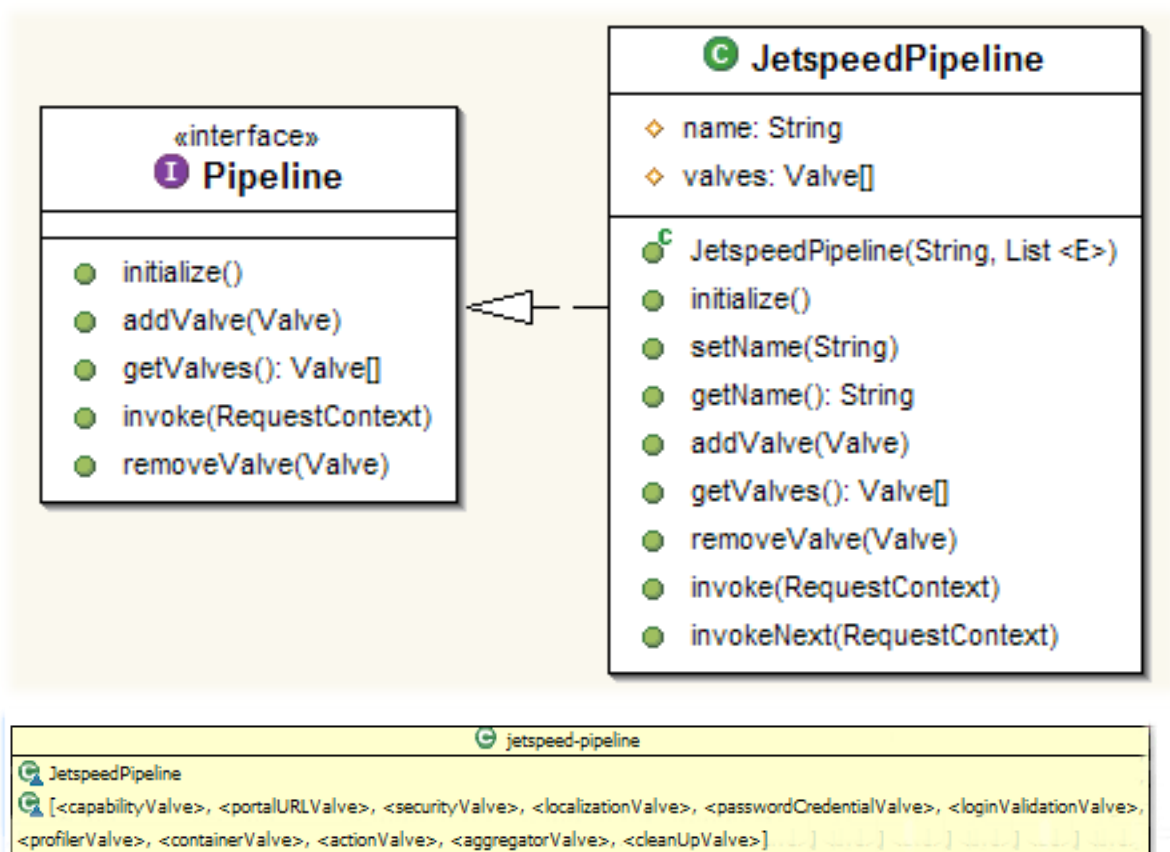 «interface»
I Pipeline
initialize()
addValve(Valve)
getValves(): Valve[]
invoke(RequestContext)
removeValve(Valve)
C JetspeedPipeline
name: String
valves: Valve[]
C JetspeedPipeline(String, List <E>)
initialize()
setName(String)
getName(): String
addValve(Valve)
getValves(): Valve[]
removeValve(Valve)
invoke(RequestContext)
invokeNext(RequestContext)
C jetspeed-pipeline
JetspeedPipeline
[<capabilityValve>, <portalURLValve>, <securityValve>, <localizationValve>, <passwordCredentialValve>, <loginValidationValve>,
<profilerValve>, <containerValve>, <actionValve>, <aggregatorValve>, <cleanUpValve>]